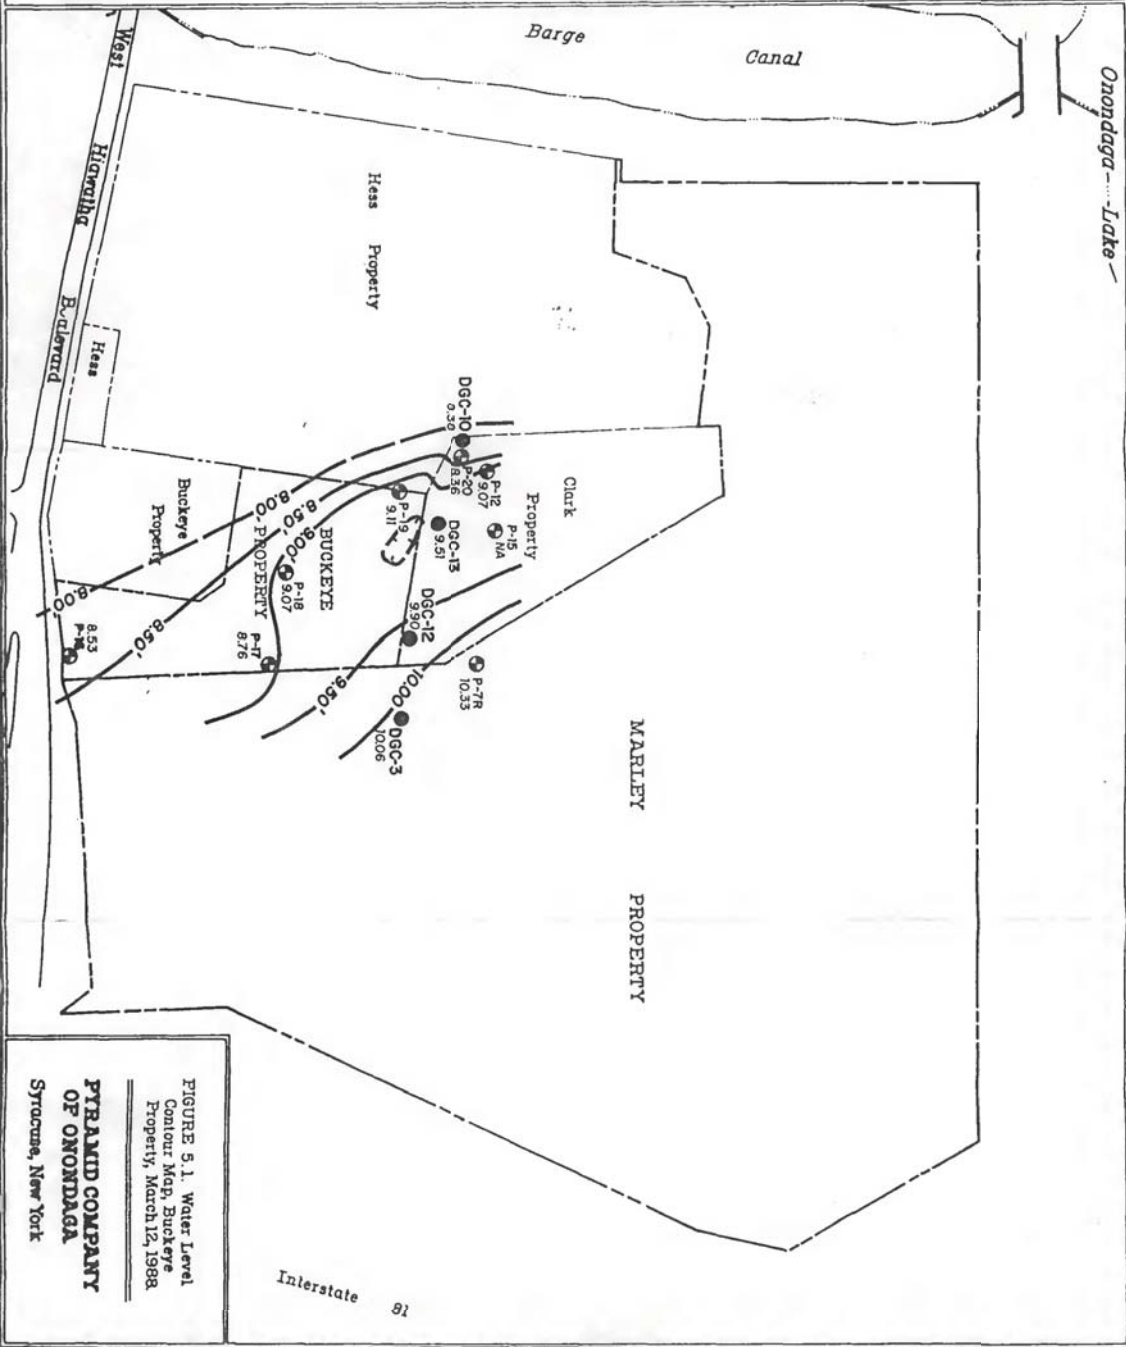 Onondaga----Lake
Barge
Canal
West
Hiawatha
Boulevard
Hess Property
Hess
Clark
Property
Buckeye
Property
BUCKEYE
PROPERTY
MARLEY PROPERTY
DGC-10
P-20
8.36
P-12
9.07
P-15
NA
P-19
9.11
DGC-13
9.51
DGC-12
9.90
P-18
9.07
P-17
8.76
8.53
P-7R
10.33
DGC-3
10.06
8.00'
8.50'
9.00'
8.00'
8.50'
9.50'
10.00
Interstate 81
FIGURE 5.1. Water Level
Contour Map, Buckeye
Property, March 12, 1988.
PYRAMID COMPANY
OF ONONDAGA
Syracuse, New York